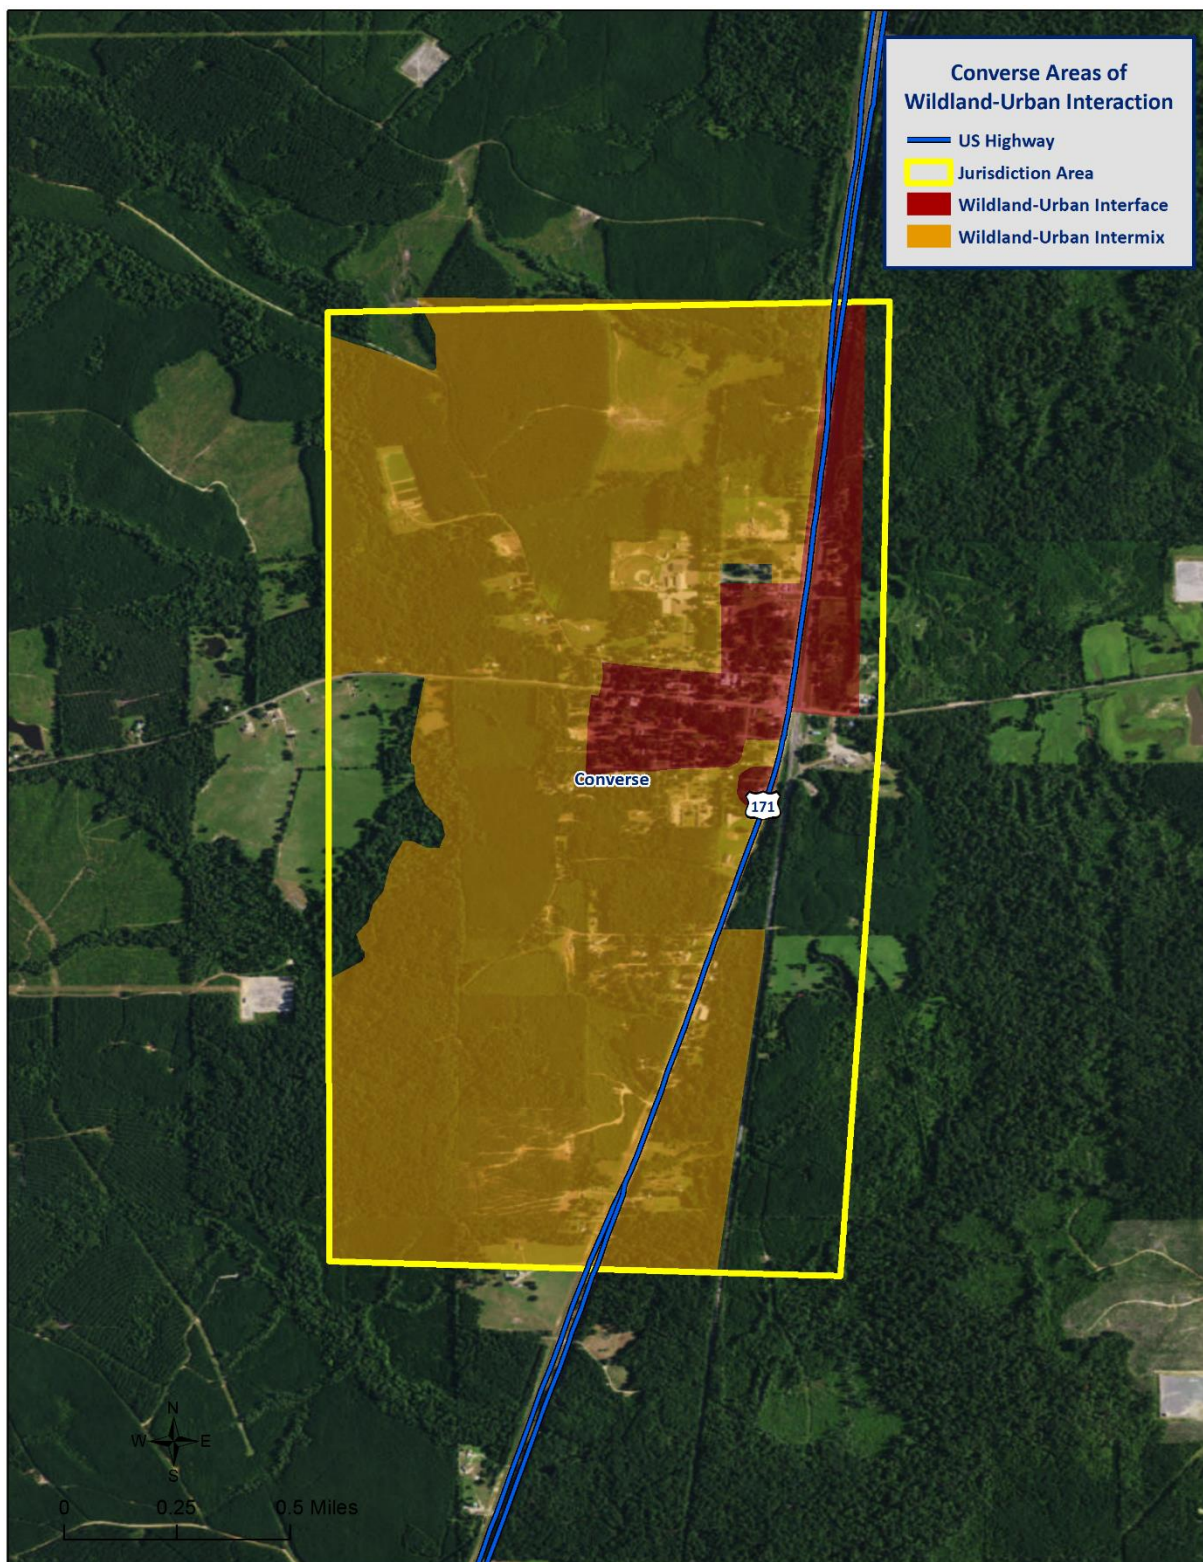 Converse Areas of
Wildland-Urban Interaction
US Highway
Jurisdiction Area
Wildland-Urban Interface
Wildland-Urban Intermix
Converse
171
N
W E
S
0 0.25 0.5 Miles